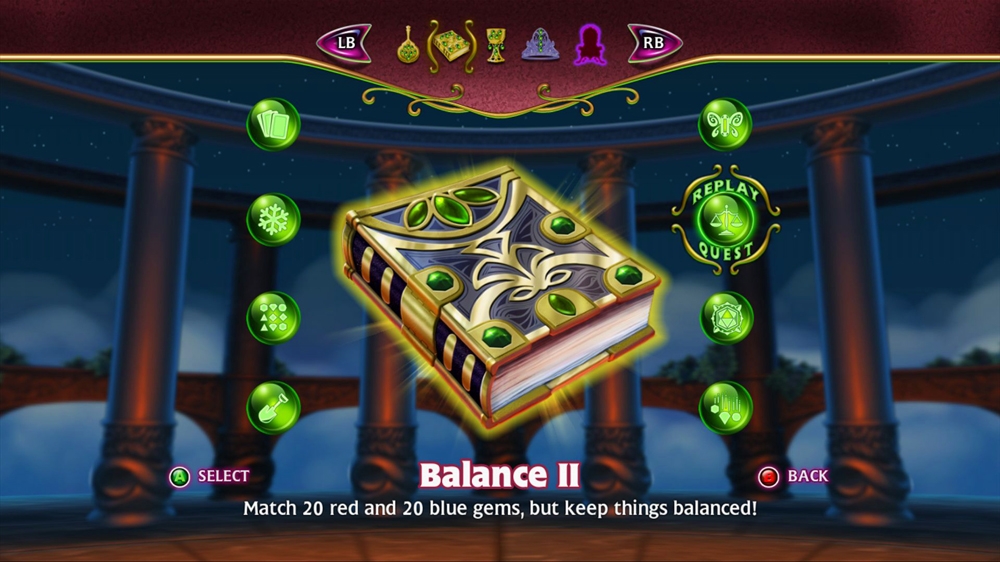 LB
RB
REPLAY
QUEST
A SELECT
Balance II
B BACK
Match 20 red and 20 blue gems, but keep things balanced!